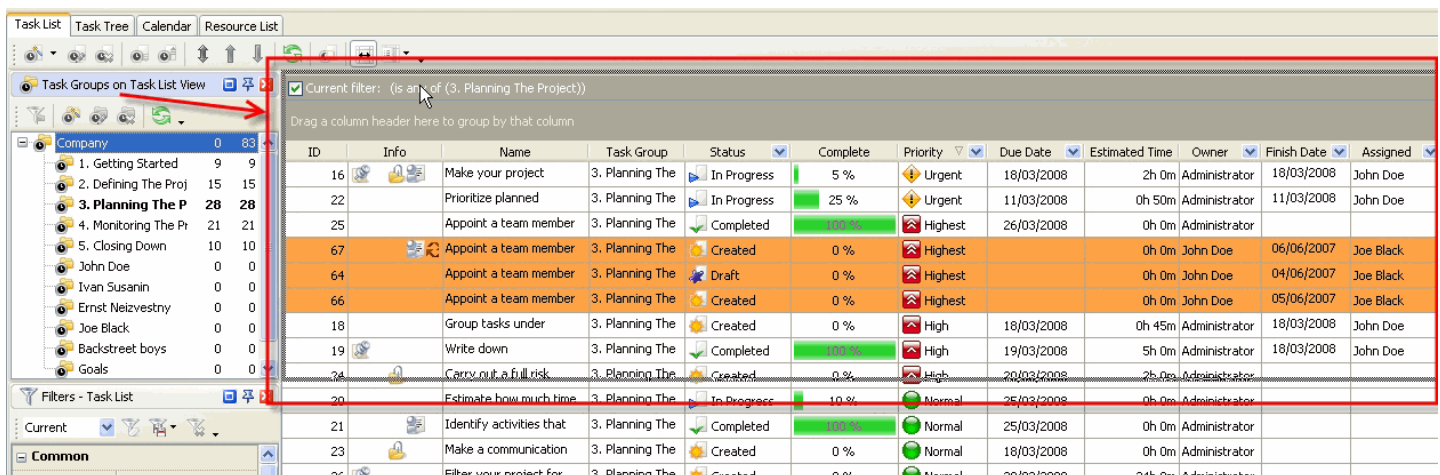 Task List Task Tree Calendar Resource List
Task Groups on Task List View
Current filter: (is any of (3. Planning The Project))
Drag a column header here to group by that column
Company 0 83
1. Getting Started 9 9
2. Defining The Proj 15 15
3. Planning The P 28 28
4. Monitoring The Pr 21 21
5. Closing Down 10 10
John Doe 0 0
Ivan Susanin 0 0
Ernst Neizvestny 0 0
Joe Black 0 0
Backstreet boys 0 0
Goals 0 0
Filters - Task List
Current
Common
ID Info Name Task Group Status Complete Priority Due Date Estimated Time Owner Finish Date Assigned
16 Make your project 3. Planning The In Progress 5 % Urgent 18/03/2008 2h 0m Administrator 18/03/2008 John Doe
22 Prioritize planned 3. Planning The In Progress 25 % Urgent 11/03/2008 0h 50m Administrator 11/03/2008 John Doe
25 Appoint a team member 3. Planning The Completed 100 % Highest 26/03/2008 0h 0m Administrator
67 Appoint a team member 3. Planning The Created 0 % Highest 0h 0m John Doe 06/06/2007 Joe Black
64 Appoint a team member 3. Planning The Draft 0 % Highest 0h 0m John Doe 04/06/2007 Joe Black
66 Appoint a team member 3. Planning The Created 0 % Highest 0h 0m John Doe 05/06/2007 Joe Black
18 Group tasks under 3. Planning The Created 0 % High 18/03/2008 0h 45m Administrator 18/03/2008 John Doe
19 Write down 3. Planning The Completed 100 % High 19/03/2008 5h 0m Administrator 18/03/2008 John Doe
24 Carry out a full risk 3. Planning The Created 0 % High 20/03/2008 2h 0m Administrator
20 Estimate how much time 3. Planning The In Progress 10 % Normal 25/03/2008 0h 0m Administrator
21 Identify activities that 3. Planning The Completed 100 % Normal 25/03/2008 0h 0m Administrator
23 Make a communication 3. Planning The Created 0 % Normal 18/03/2008 0h 0m Administrator
26 Filter your project for 3. Planning The Created 0 % Normal 24h 0m Administrator